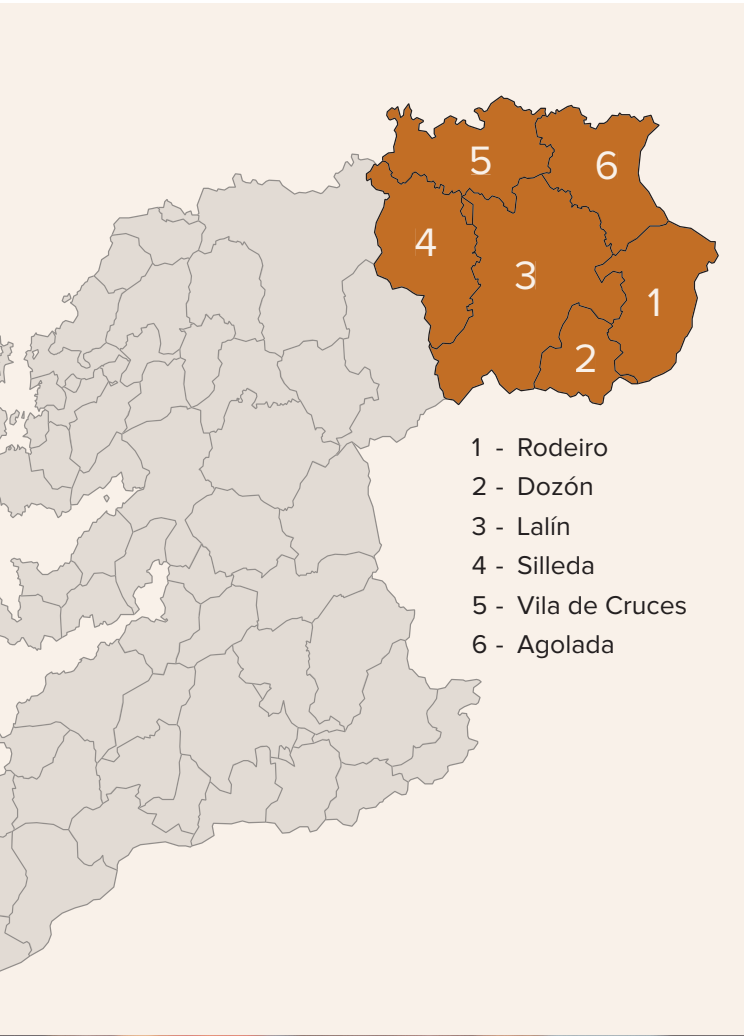 5
6
4
3
1
2
1 - Rodeiro
2 - Dozón
3 - Lalín
4 - Silleda
5 - Vila de Cruces
6 - Agolada